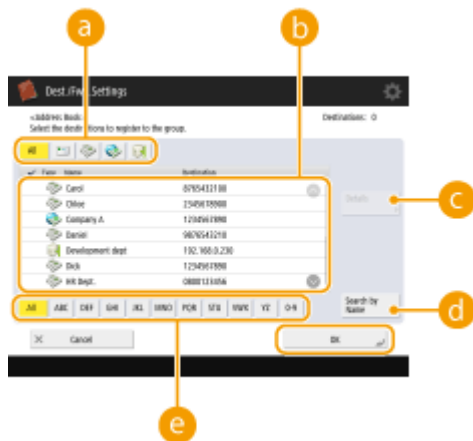 a
b
Dest./Fwd. Settings
<Address Book>
Destinations: 0
Select the destinations to register to the group.
All
✓ Type Name Destination
Carol 8765432100
Chloe 2345678900
Company A 1234567890
Daniel 9876543210
Development dept 192.168.0.230
Dick 1234567890
HR Dept. 0800123456
Details
c
All ABC DEF GHI JKL MNO PQR STU VWX YZ 0-9
Search by
Name
d
× Cancel
OK
e